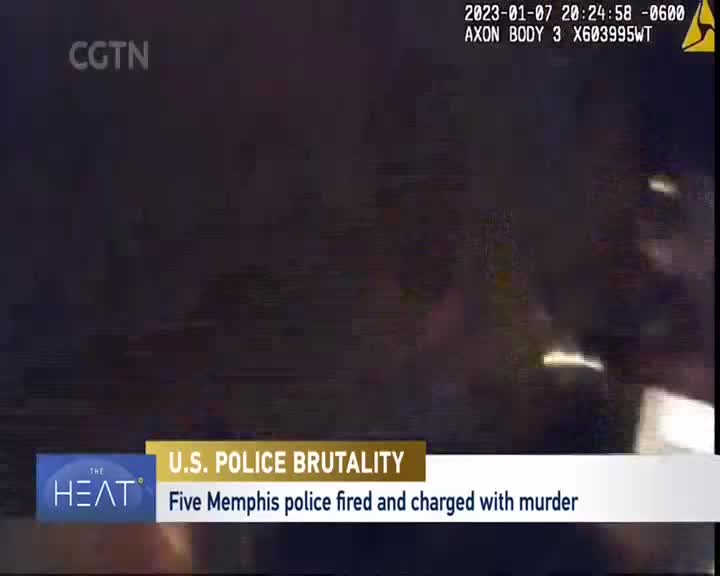 2023-01-07 20:24:58 -0600
AXON BODY 3 X603995WT
CGTN
U.S. POLICE BRUTALITY
THE
HEAT
Five Memphis police fired and charged with murder